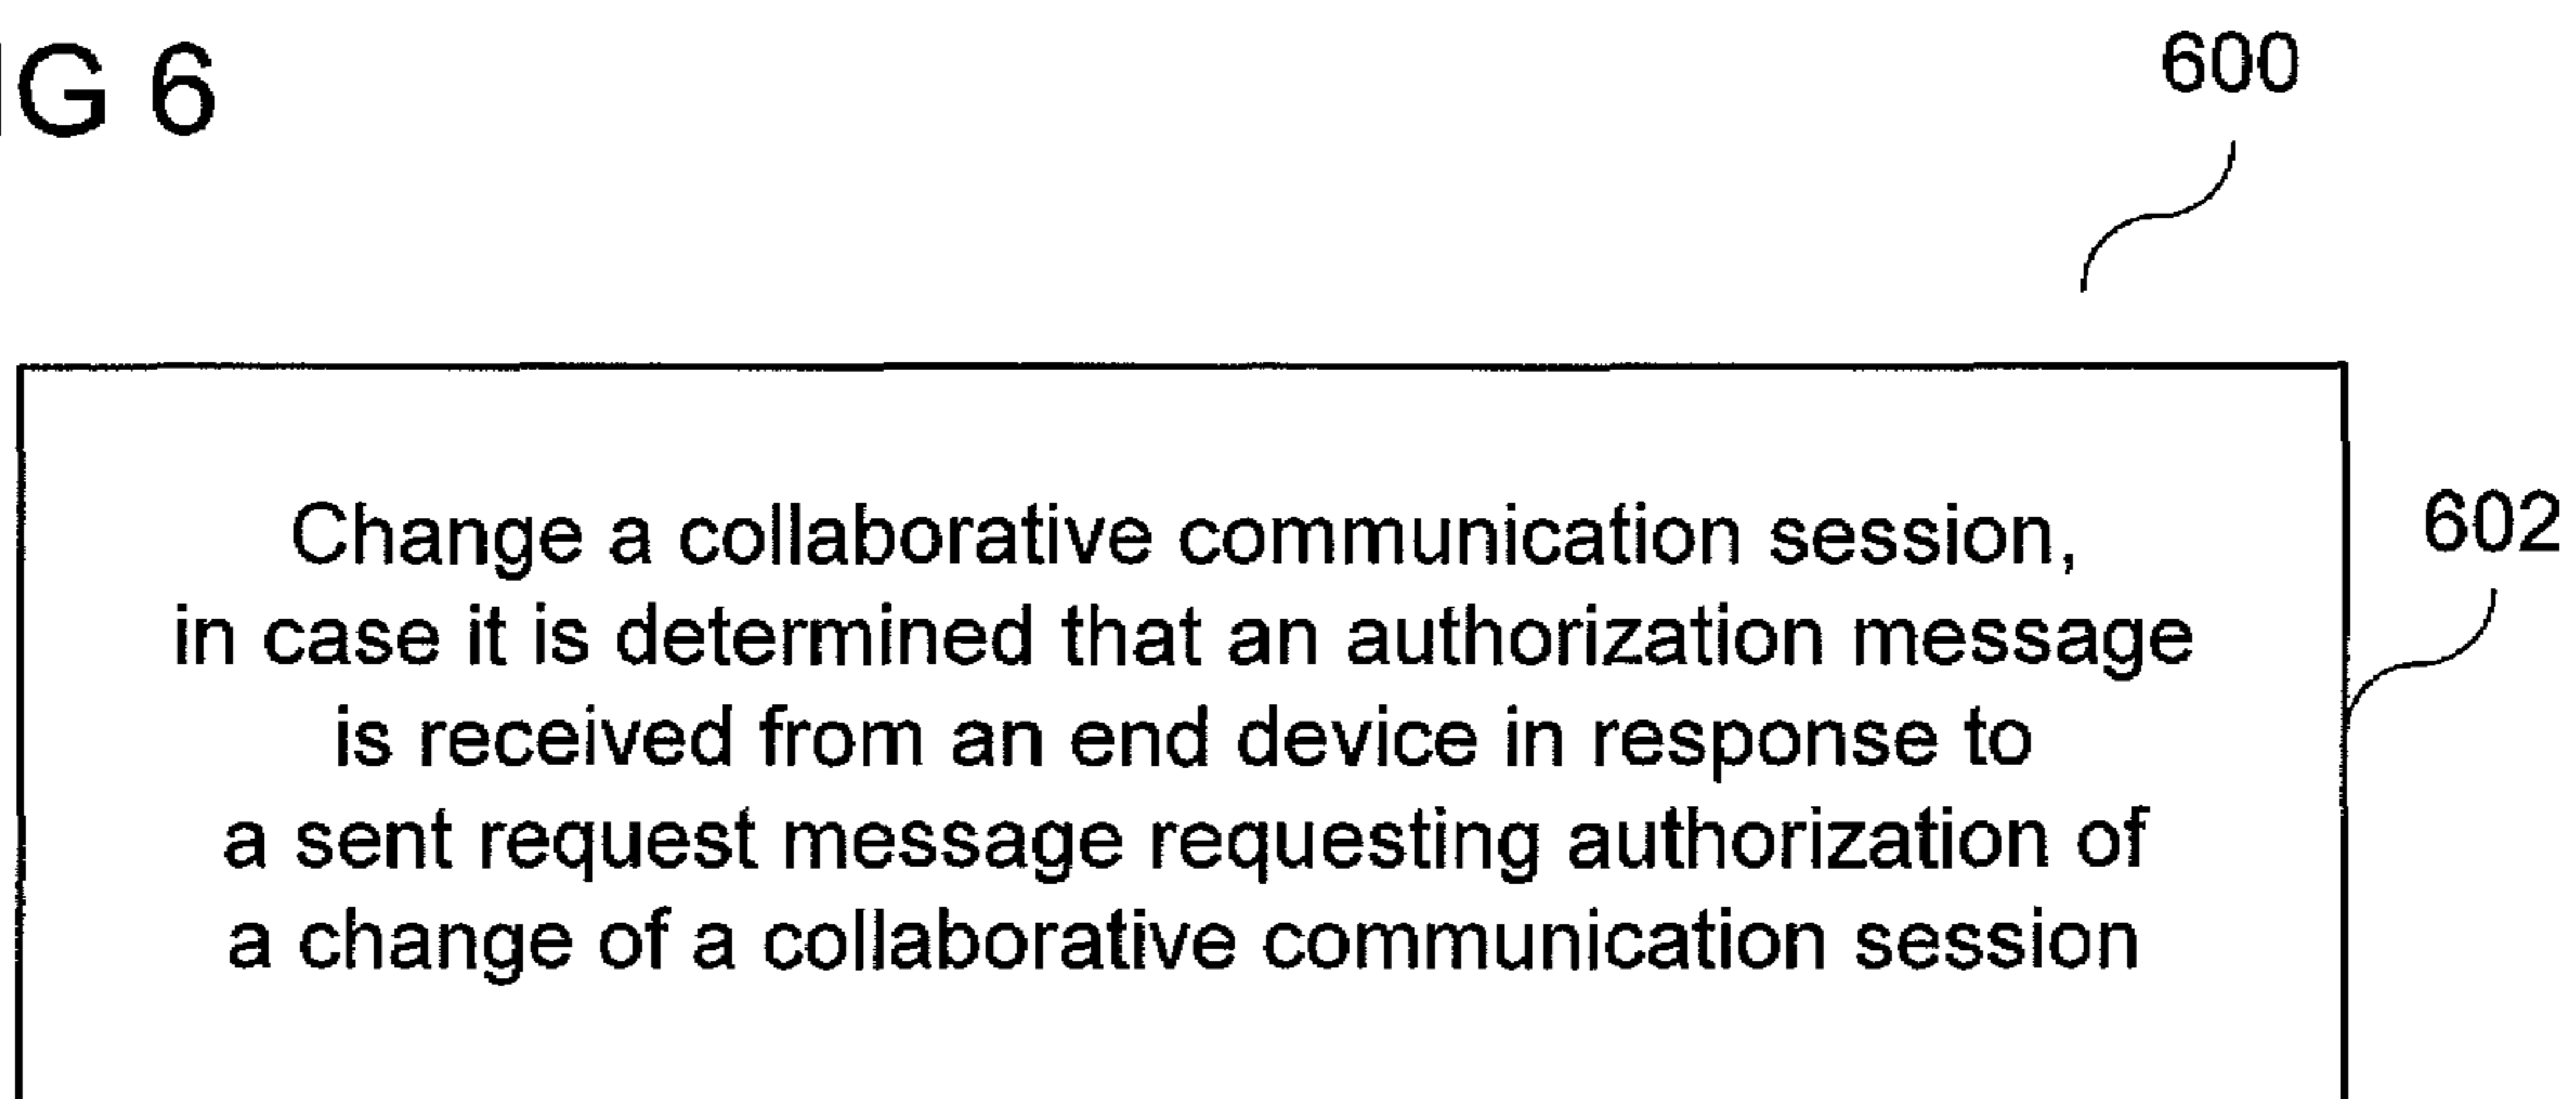 G 6
600
Change a collaborative communication session,
602
in case it is determined that an authorization message
is received from an end device in response to
a sent request message requesting authorization of
a change of a collaborative communication session